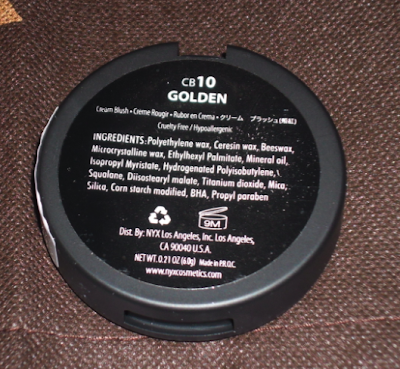 CB10
GOLDEN
Cream Blush • Crème Rougir • Rubor en Crema • クリーム ブラッシュ(頬紅)
Cruelty Free / Hypoallergenic
INGREDIENTS:Polyethylene wax, Ceresin wax, Beeswax,
Microcrystalline wax, Ethylhexyl Palmitate, Mineral oil,
Isopropyl Myristate, Hydrogenated Polyisobutylene, \
Squalane, Diisostearyl malate, Titanium dioxide, Mica,
Silica, Corn starch modified, BHA, Propyl paraben
9M
Dist. By: NYX Los Angeles, Inc. Los Angeles,
CA 90040 U.S.A.
NET WT. 0.21 OZ (6.0g) Made in P.R.C.
www.nyxcosmetics.com